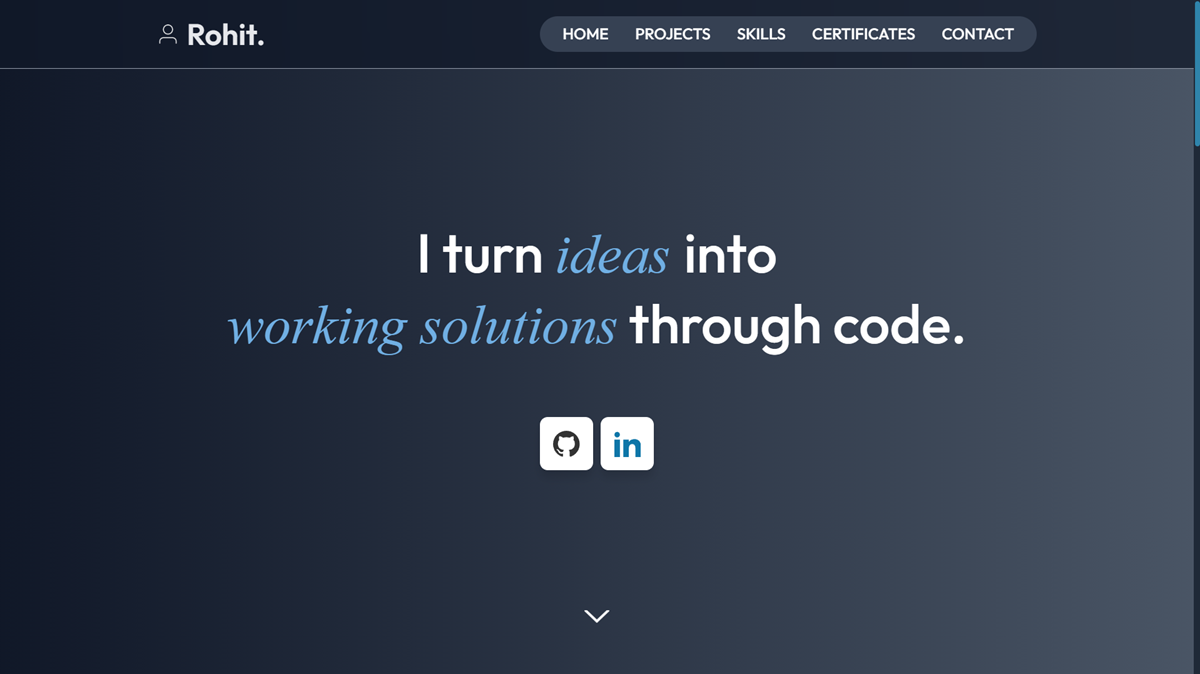 Rohit.
HOME PROJECTS SKILLS CERTIFICATES CONTACT
I turn ideas into
working solutions through code.
in